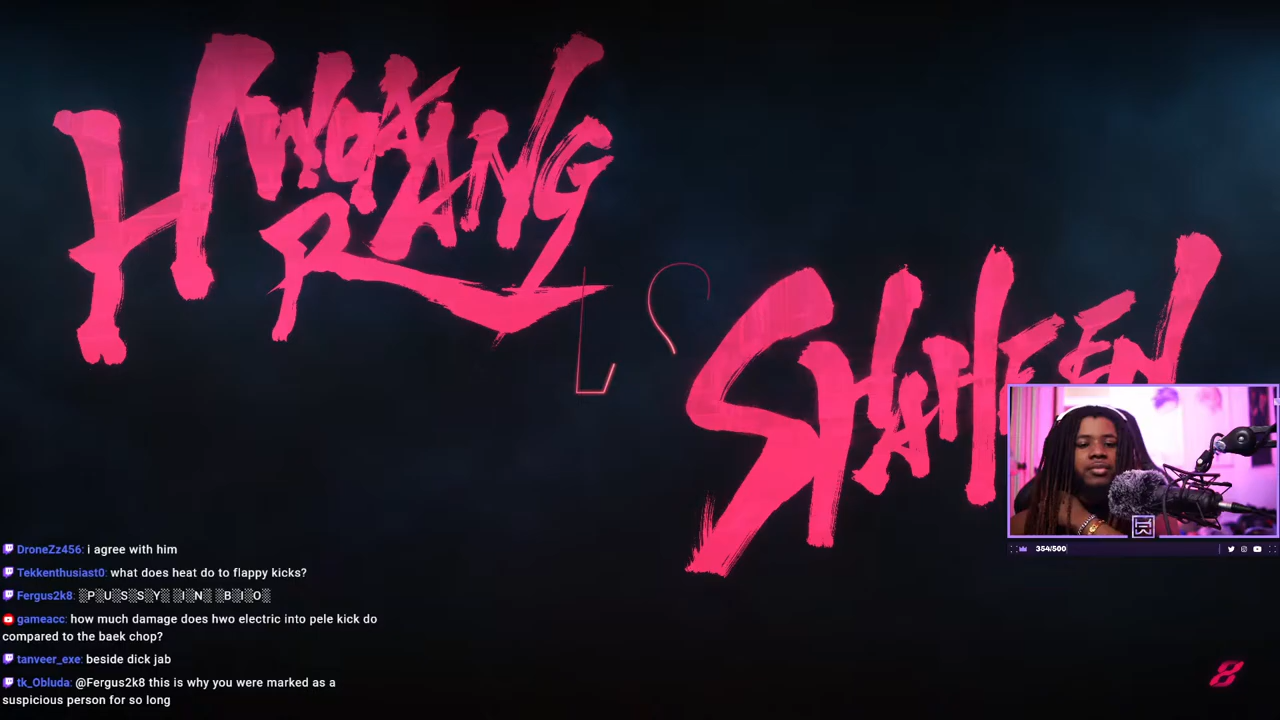 HWOARANG
VS
SHAHEEN
DroneZz456: i agree with him
Tekkenthusiast0: what does heat do to flappy kicks?
Fergus2k8: ░P░U░S░S░Y░ ░I░N░ ░B░I░O░
gameacc: how much damage does hwo electric into pele kick do
compared to the baek chop?
tanveer_exe: beside dick jab
tk_Obluda: @Fergus2k8 this is why you were marked as a
suspicious person for so long
354/500
8